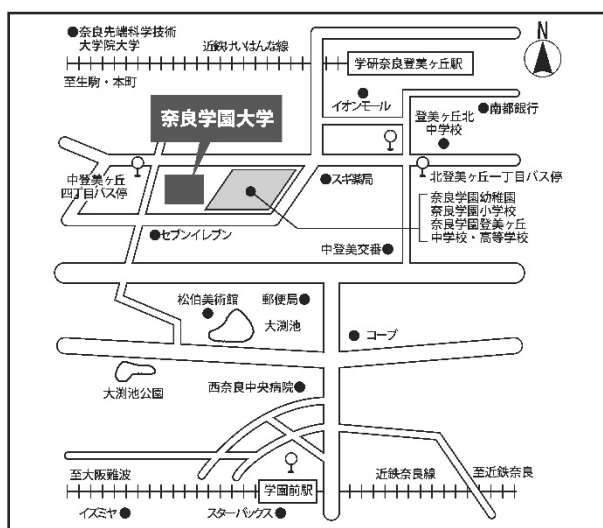 奈良先端科学技術
大学院大学
近鉄けいはんな線
学研奈良登美ヶ丘駅
N
至生駒・本町
イオンモール
南都銀行
登美ヶ丘北
中学校
奈良学園大学
中登美ヶ丘
四丁目バス停
スギ薬局
北登美ヶ丘一丁目バス停
奈良学園幼稚園
奈良学園小学校
奈良学園登美ヶ丘
中学校・高等学校
セブンイレブン
中登美交番
松伯美術館
郵便局
大渕池
コープ
大渕池公園
西奈良中央病院
至大阪難波
近鉄奈良線
至近鉄奈良
学園前駅
イズミヤ
スターバックス